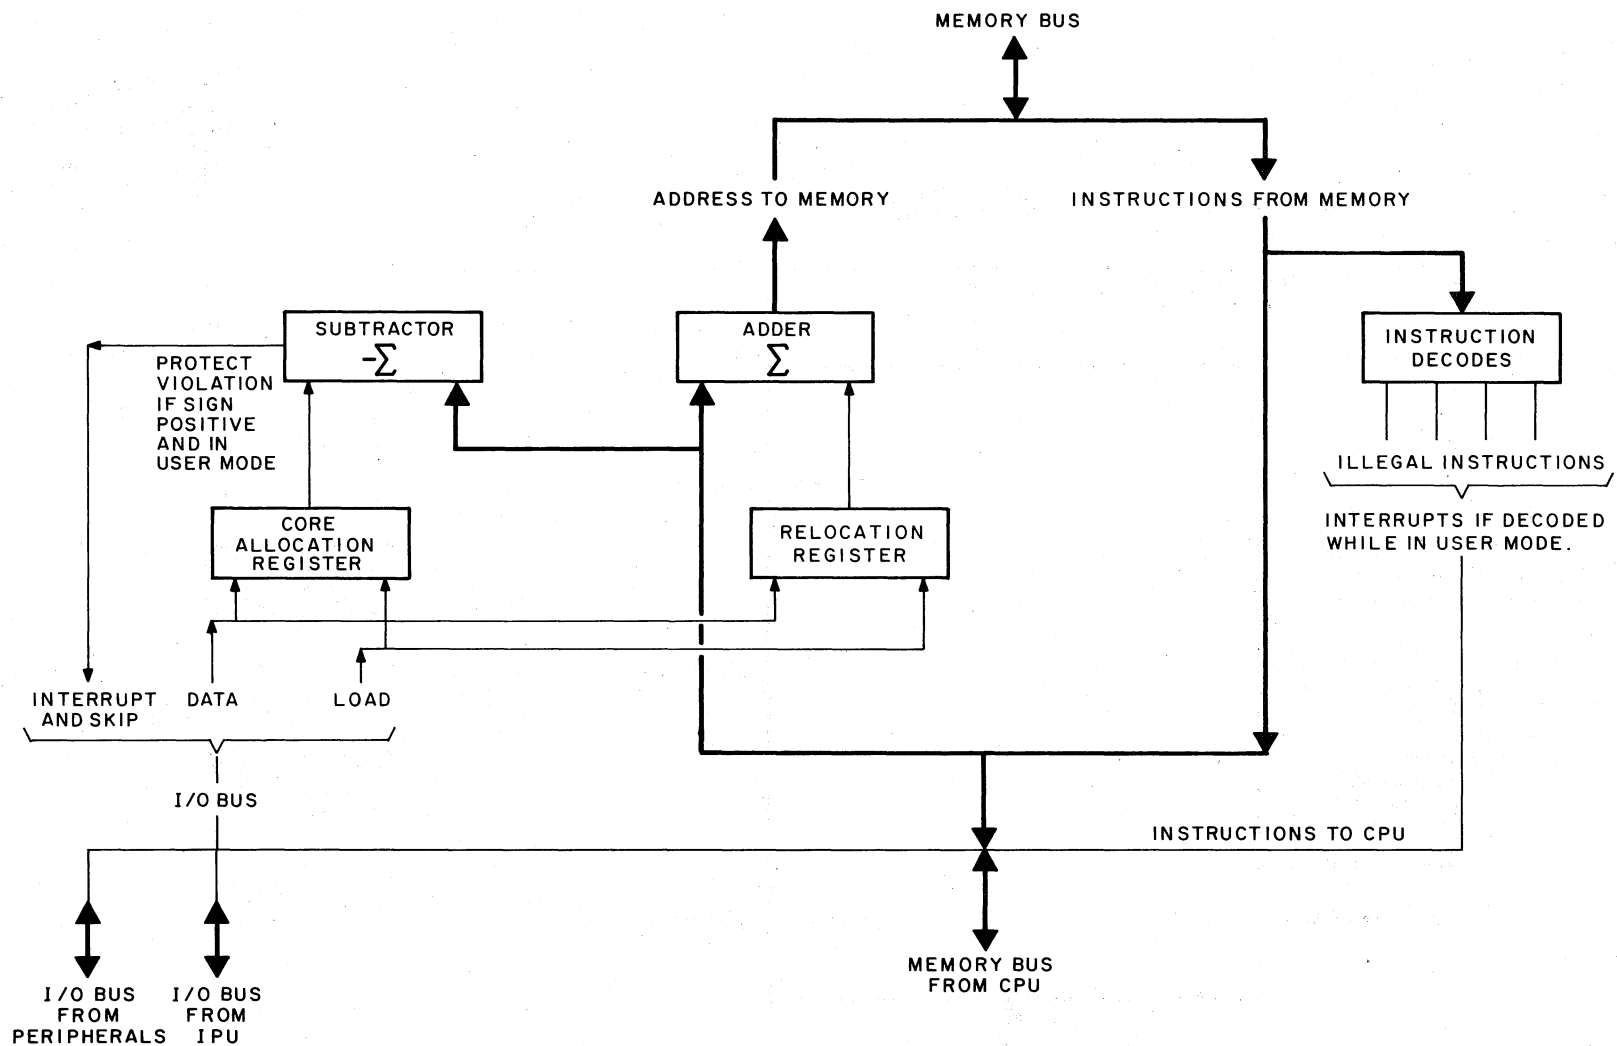 MEMORY BUS
ADDRESS TO MEMORY
INSTRUCTIONS FROM MEMORY
SUBTRACTOR
-Σ
ADDER
Σ
INSTRUCTION
DECODES
PROTECT
VIOLATION
IF SIGN
POSITIVE
AND IN
USER MODE
ILLEGAL INSTRUCTIONS
INTERRUPTS IF DECODED
WHILE IN USER MODE.
CORE
ALLOCATION
REGISTER
RELOCATION
REGISTER
INTERRUPT
AND SKIP
DATA
LOAD
I/O BUS
INSTRUCTIONS TO CPU
MEMORY BUS
FROM CPU
I/O BUS
FROM
PERIPHERALS
I/O BUS
FROM
IPU